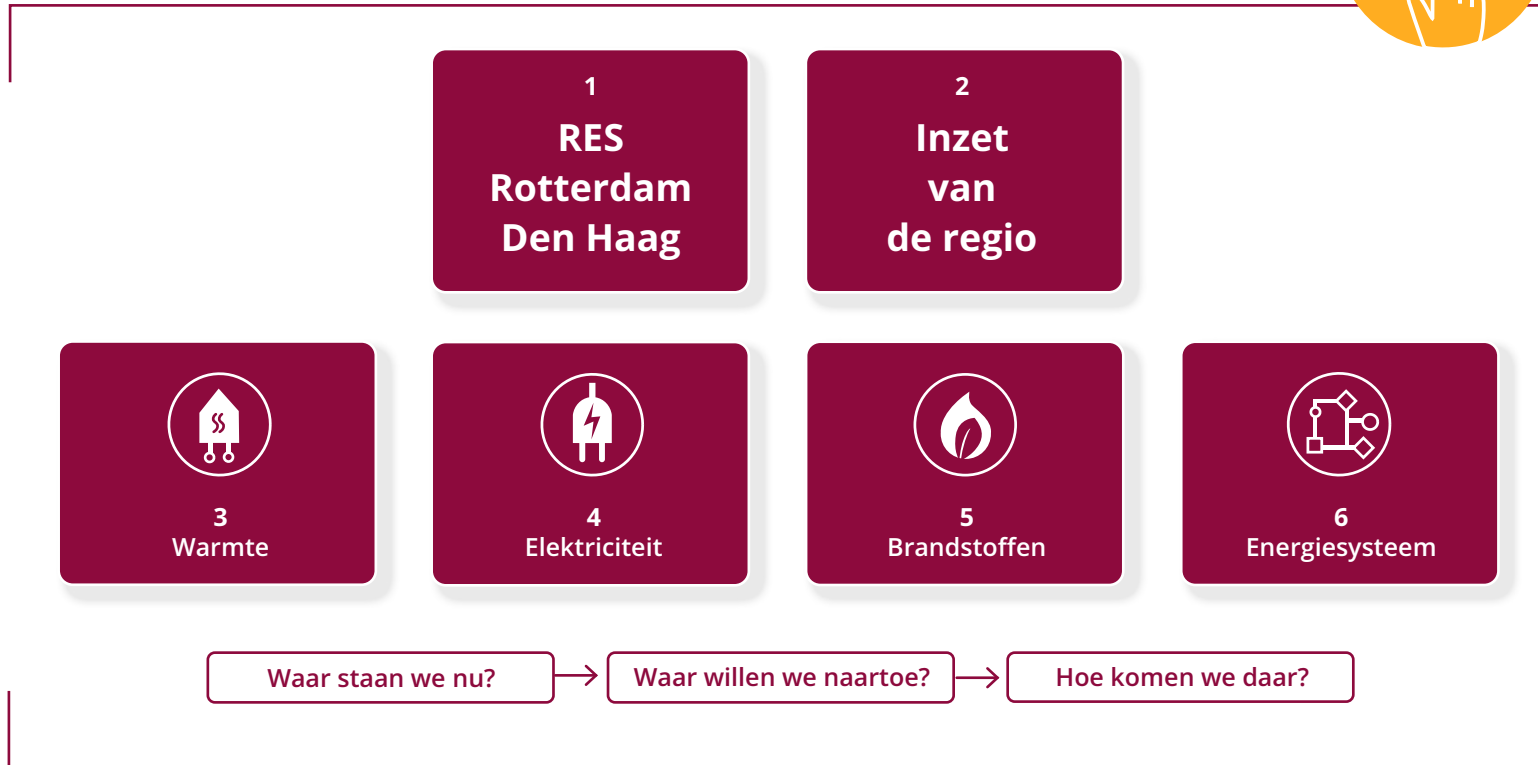 1
RES
Rotterdam
Den Haag
2
Inzet
van
de regio
3
Warmte
4
Elektriciteit
5
Brandstoffen
6
Energiesysteem
Waar staan we nu?
Waar willen we naartoe?
Hoe komen we daar?